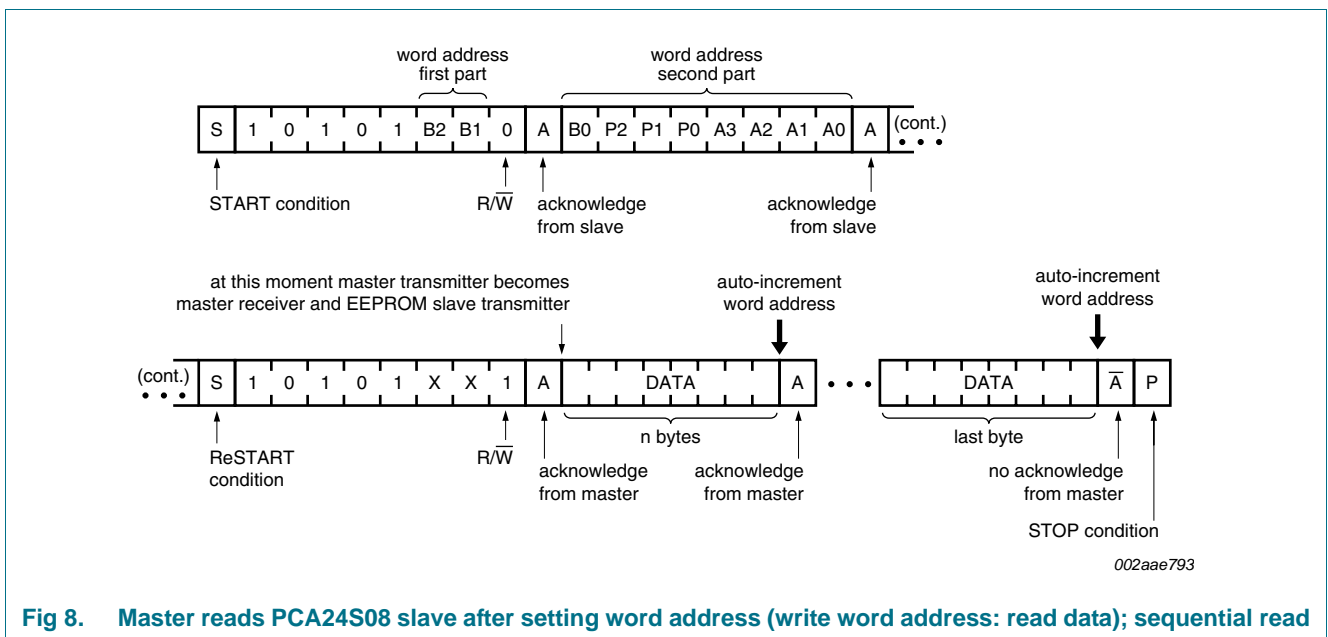 word address word address
first part second part
S 1 0 1 0 1 B2 B1 0 A B0 P2 P1 P0 A3 A2 A1 A0 A (cont.)
START condition R/W̅ acknowledge acknowledge
from slave from slave
at this moment master transmitter becomes auto-increment auto-increment
master receiver and EEPROM slave transmitter word address word address
(cont.) S 1 0 1 0 1 X X 1 A DATA A DATA A̅ P
n bytes last byte
ReSTART R/W̅ acknowledge acknowledge no acknowledge
condition from master from master from master
STOP condition
002aae793
Fig 8. Master reads PCA24S08 slave after setting word address (write word address: read data); sequential read